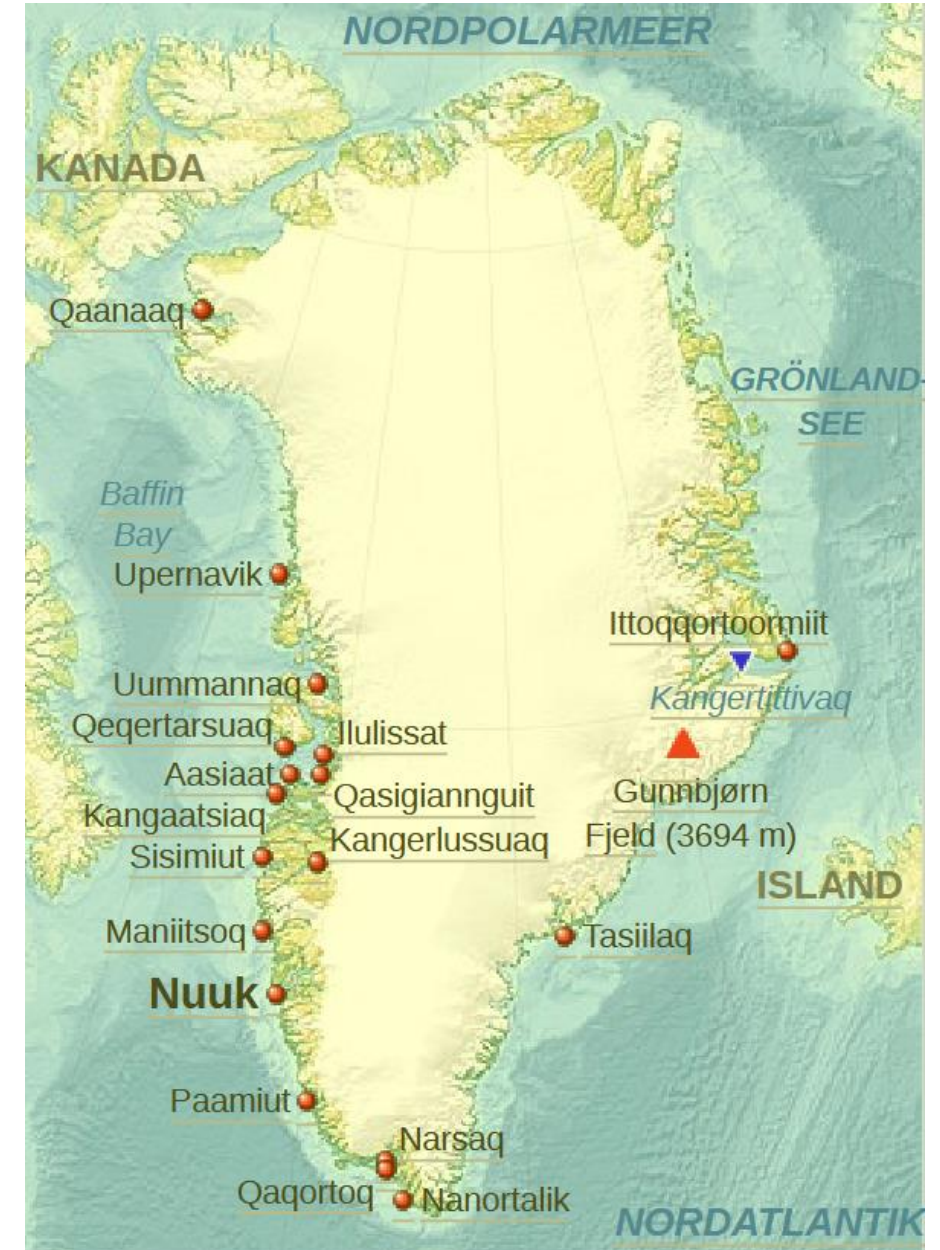 NORDPOLARMEER
KANADA
Qaanaaq
GRÖNLAND-
SEE
Baffin
Bay
Upernavik
Ittoqqortoormiit
Uummannaq
Kangertittivaq
Qeqertarsuaq
Ilulissat
Aasiaat
Qasigiannguit
Gunnbjørn
Kangaatsiaq
Kangerlussuaq
Fjeld (3694 m)
Sisimiut
ISLAND
Maniitsoq
Tasiilaq
Nuuk
Paamiut
Narsaq
Qaqortoq
Nanortalik
NORDATLANTIK